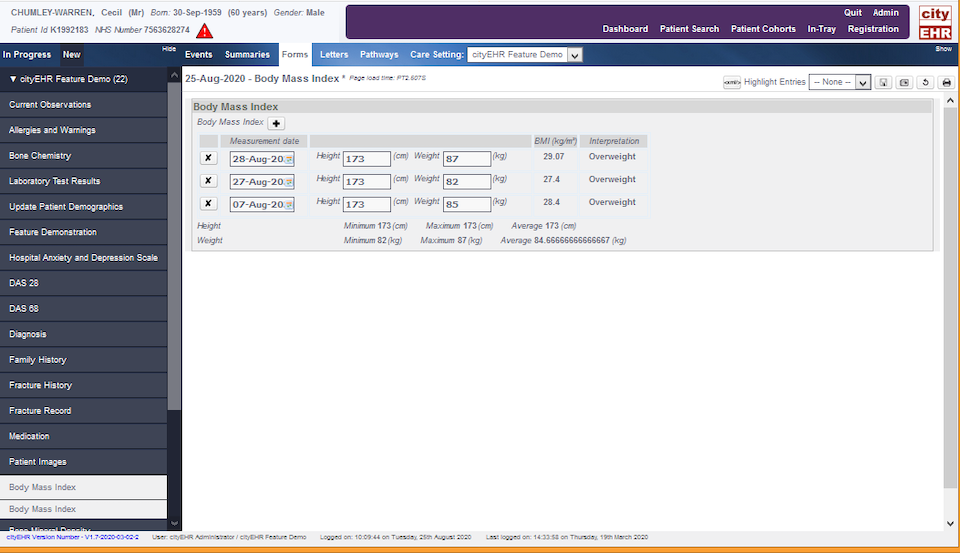 CHUMLEY-WARREN, Cecil (Mr) Born: 30-Sep-1959 (60 years) Gender: Male
Patient Id K1992183 NHS Number 7563628274
Quit Admin
Dashboard Patient Search Patient Cohorts In-Tray Registration
city
EHR
In Progress New Hide Events Summaries Forms Letters Pathways Care Setting: cityEHR Feature Demo Show
▼ cityEHR Feature Demo (22)
Current Observations
Allergies and Warnings
Bone Chemistry
Laboratory Test Results
Update Patient Demographics
Feature Demonstration
Hospital Anxiety and Depression Scale
DAS 28
DAS 68
Diagnosis
Family History
Fracture History
Fracture Record
Medication
Patient Images
Body Mass Index
Body Mass Index
Bone Mineral Density
25-Aug-2020 - Body Mass Index * Page load time: PT2.607S
Highlight Entries -- None --
Body Mass Index
Body Mass Index +
Measurement date BMI (kg/m²) Interpretation
✘ 28-Aug-20 Height 173 (cm) Weight 87 (kg) 29.07 Overweight
✘ 27-Aug-20 Height 173 (cm) Weight 82 (kg) 27.4 Overweight
✘ 07-Aug-20 Height 173 (cm) Weight 85 (kg) 28.4 Overweight
Height Minimum 173 (cm) Maximum 173 (cm) Average 173 (cm)
Weight Minimum 82 (kg) Maximum 87 (kg) Average 84.66666666666667 (kg)
cityEHR Version Number - V1.7-2020-03-02-2 User: cityEHR Administrator / cityEHR Feature Demo Logged on: 10:09:44 on Tuesday, 25th August 2020 Last logged on: 14:33:58 on Thursday, 19th March 2020